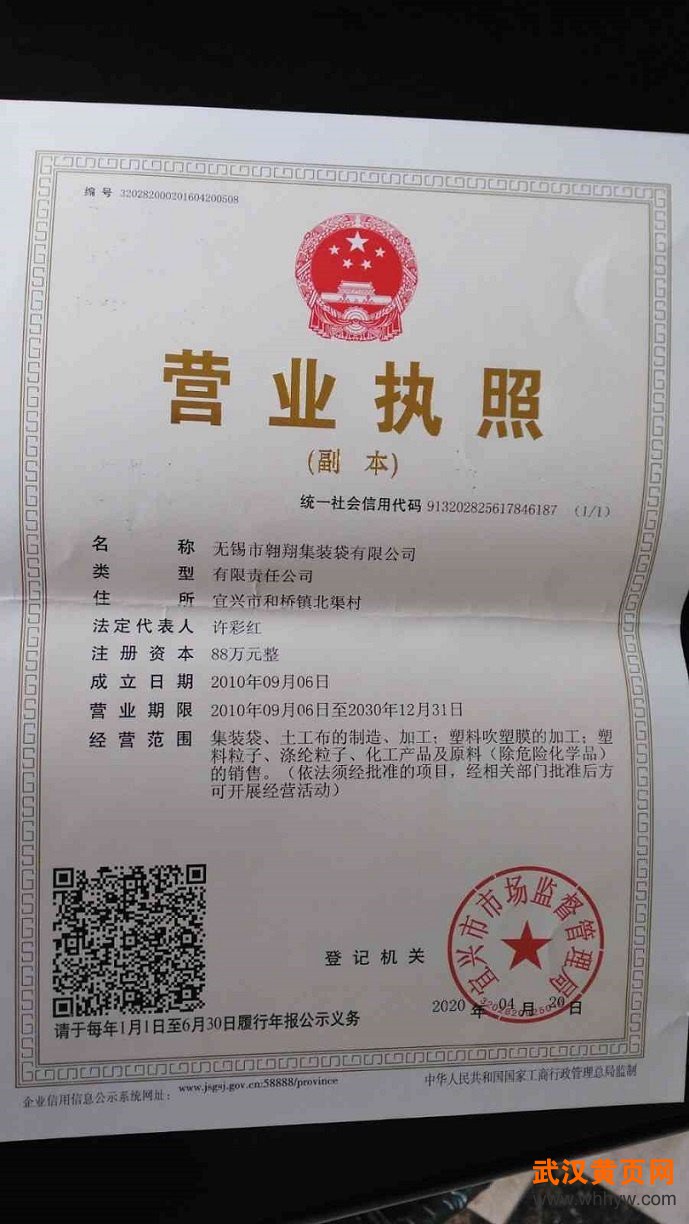 编 号 320282000201604200508
营业执照
(副 本)
统一社会信用代码 913202825617846187 (1/1)
名 称 无锡市翱翔集装袋有限公司
类 型 有限责任公司
住 所 宜兴市和桥镇北渠村
法定代表人 许彩红
注册资本 88万元整
成立日期 2010年09月06日
营业期限 2010年09月06日至2030年12月31日
经营范围 集装袋、土工布的制造、加工；塑料吹塑膜的加工；塑
料粒子、涤纶粒子、化工产品及原料（除危险化学品）
的销售。（依法须经批准的项目，经相关部门批准后方
可开展经营活动）
宜兴市市场监督管理局
登记机关
2020 年 04 月 20 日
请于每年1月1日至6月30日履行年报公示义务
企业信用信息公示系统网址： www.jsgsj.gov.cn:58888/province
中华人民共和国国家工商行政管理总局监制
武汉黄页网
www.whhyw.com